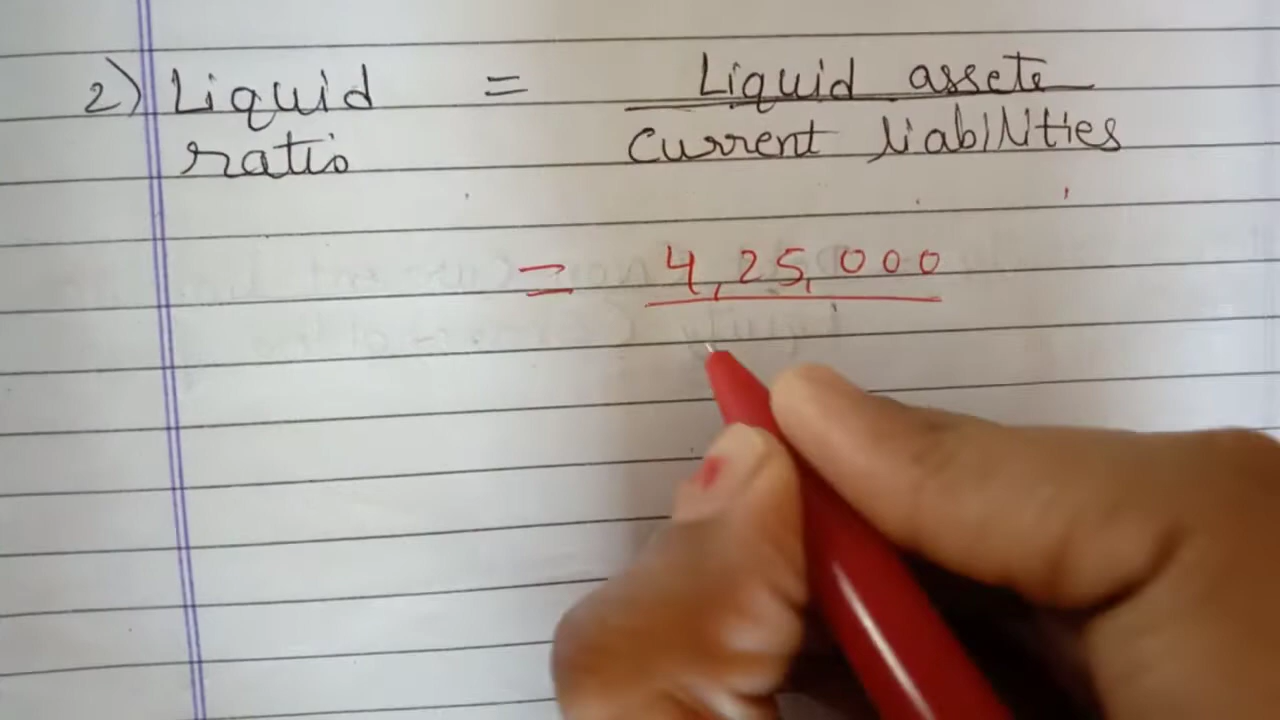 2) Liquid = Liquid assets
ratio current liabilities
= 4,25,000